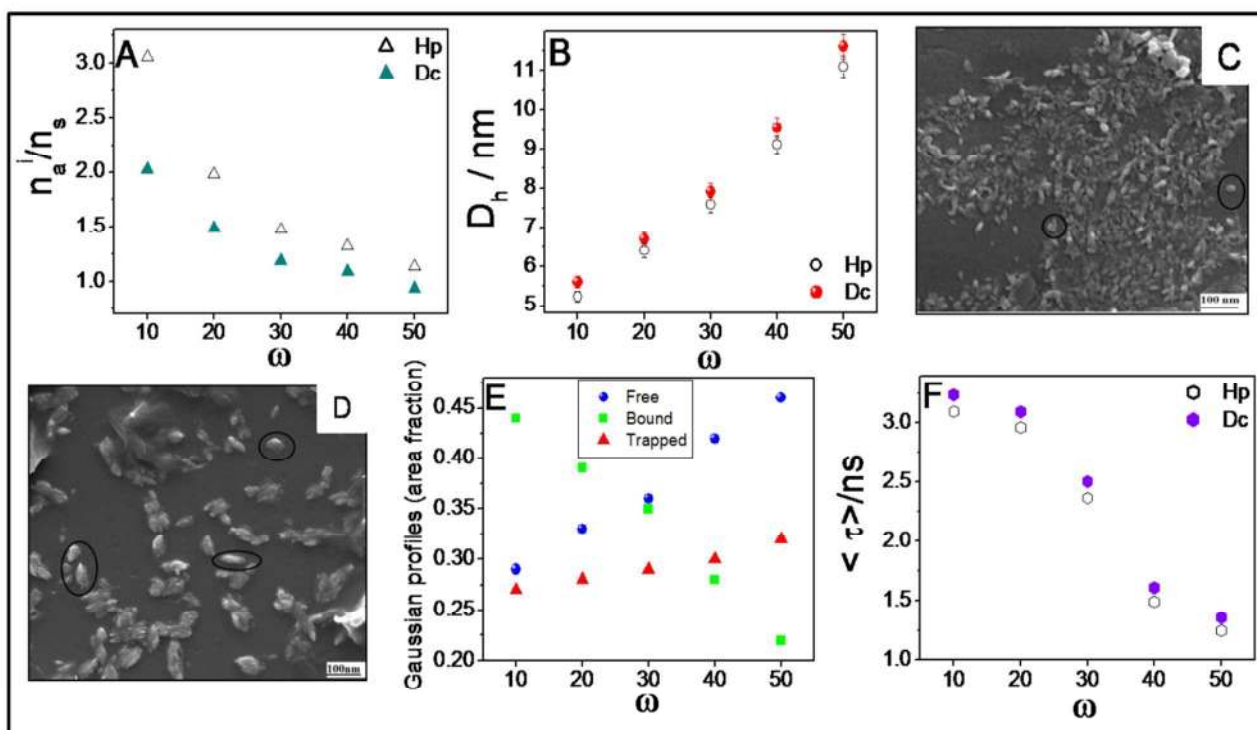 A
Hp
Dc
3.0
2.5
2.0
1.5
1.0
nₐⁱ/nₛ
10 20 30 40 50
ω
B
11
10
9
8
7
6
5
Dₕ / nm
Hp
Dc
10 20 30 40 50
ω
C
100 nm
D
100nm
E
Free
Bound
Trapped
0.45
0.40
0.35
0.30
0.25
0.20
Gaussian profiles (area fraction)
10 20 30 40 50
ω
F
Hp
Dc
3.0
2.5
2.0
1.5
1.0
< τ>/ns
10 20 30 40 50
ω